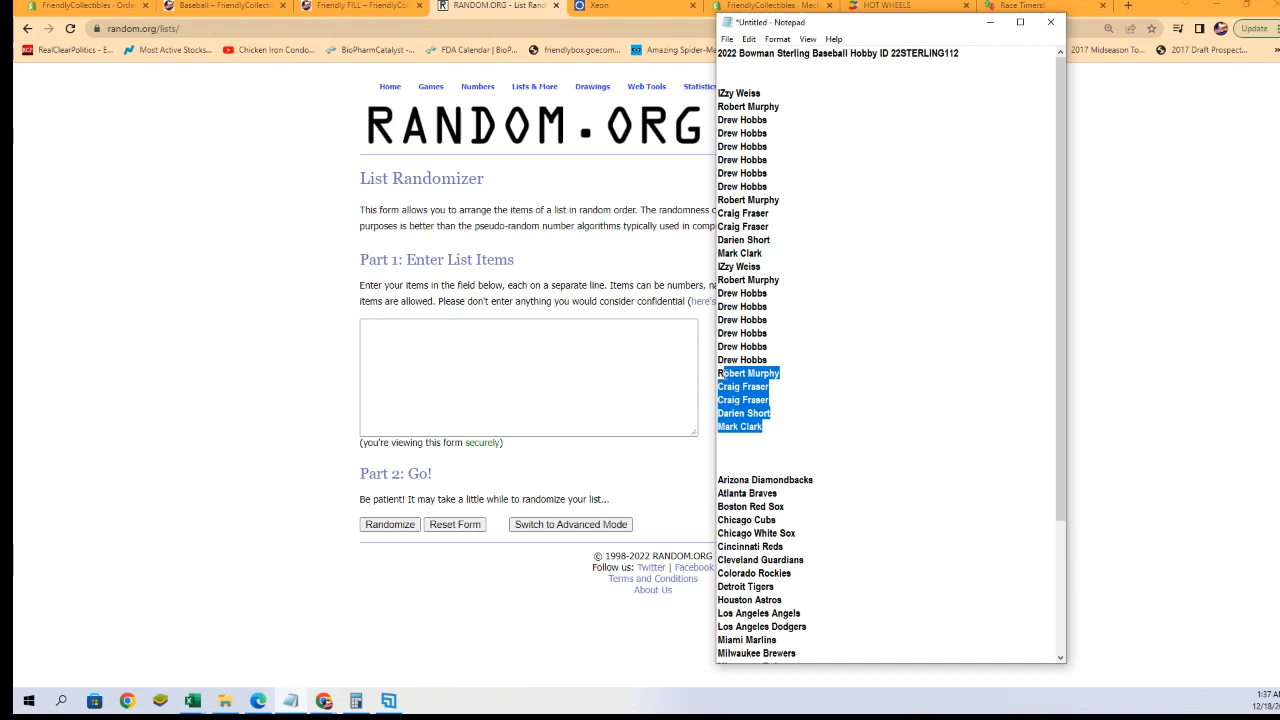 FriendlyCollectibles - Order
Baseball – FriendlyCollectibles
Friendly FILL – FriendlyCollectib
RANDOM.ORG - List Rand
Xeon
FriendlyCollectibles - Mech
HOT WHEELS
Race Timers!
random.org/lists/
Update
RealClearPolitics - E...
Most Active Stocks...
Chicken Iron Condo...
BioPharmCatalyst -...
FDA Calendar | BioP...
friendlybox.goecom...
Amazing Spider-Ma
2017 Midseason To...
2017 Draft Prospect...
*Untitled - Notepad
File Edit Format View Help
Home Games Numbers Lists & More Drawings Web Tools Statistics
RANDOM.ORG
List Randomizer
This form allows you to arrange the items of a list in random order. The randomness
purposes is better than the pseudo-random number algorithms typically used in comp
Part 1: Enter List Items
Enter your items in the field below, each on a separate line. Items can be numbers, na
items are allowed. Please don't enter anything you would consider confidential (here's
(you're viewing this form securely)
Part 2: Go!
Be patient! It may take a little while to randomize your list...
Randomize Reset Form Switch to Advanced Mode
© 1998-2022 RANDOM.ORG
Follow us: Twitter | Facebook
Terms and Conditions
About Us
2022 Bowman Sterling Baseball Hobby ID 22STERLING112
IZzy Weiss
Robert Murphy
Drew Hobbs
Drew Hobbs
Drew Hobbs
Drew Hobbs
Drew Hobbs
Drew Hobbs
Robert Murphy
Craig Fraser
Craig Fraser
Darien Short
Mark Clark
IZzy Weiss
Robert Murphy
Drew Hobbs
Drew Hobbs
Drew Hobbs
Drew Hobbs
Drew Hobbs
Drew Hobbs
Robert Murphy
Craig Fraser
Craig Fraser
Darien Short
Mark Clark
Arizona Diamondbacks
Atlanta Braves
Boston Red Sox
Chicago Cubs
Chicago White Sox
Cincinnati Reds
Cleveland Guardians
Colorado Rockies
Detroit Tigers
Houston Astros
Los Angeles Angels
Los Angeles Dodgers
Miami Marlins
Milwaukee Brewers
1:37 A
12/18/2